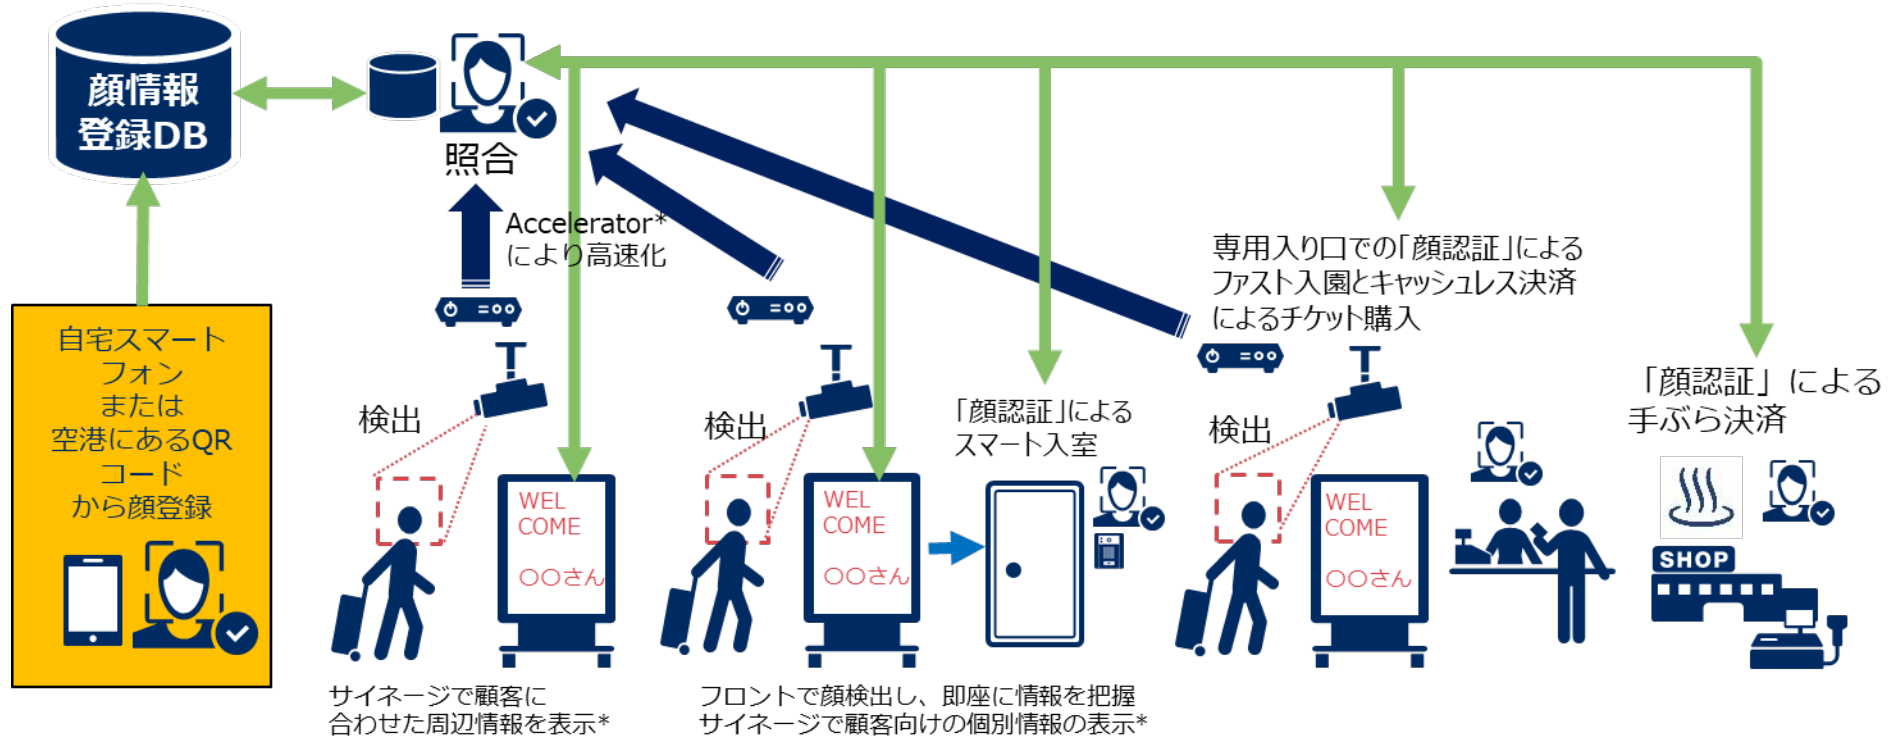 顔情報
登録DB
照合
Accelerator*
により高速化
自宅スマート
フォン
または
空港にあるQR
コード
から顔登録
検出
WEL
COME
〇〇さん
サイネージで顧客に
合わせた周辺情報を表示*
検出
WEL
COME
〇〇さん
フロントで顔検出し、即座に情報を把握
サイネージで顧客向けの個別情報の表示*
「顔認証」による
スマート入室
専用入り口での「顔認証」による
ファスト入園とキャッシュレス決済
によるチケット購入
検出
WEL
COME
〇〇さん
「顔認証」による
手ぶら決済
SHOP